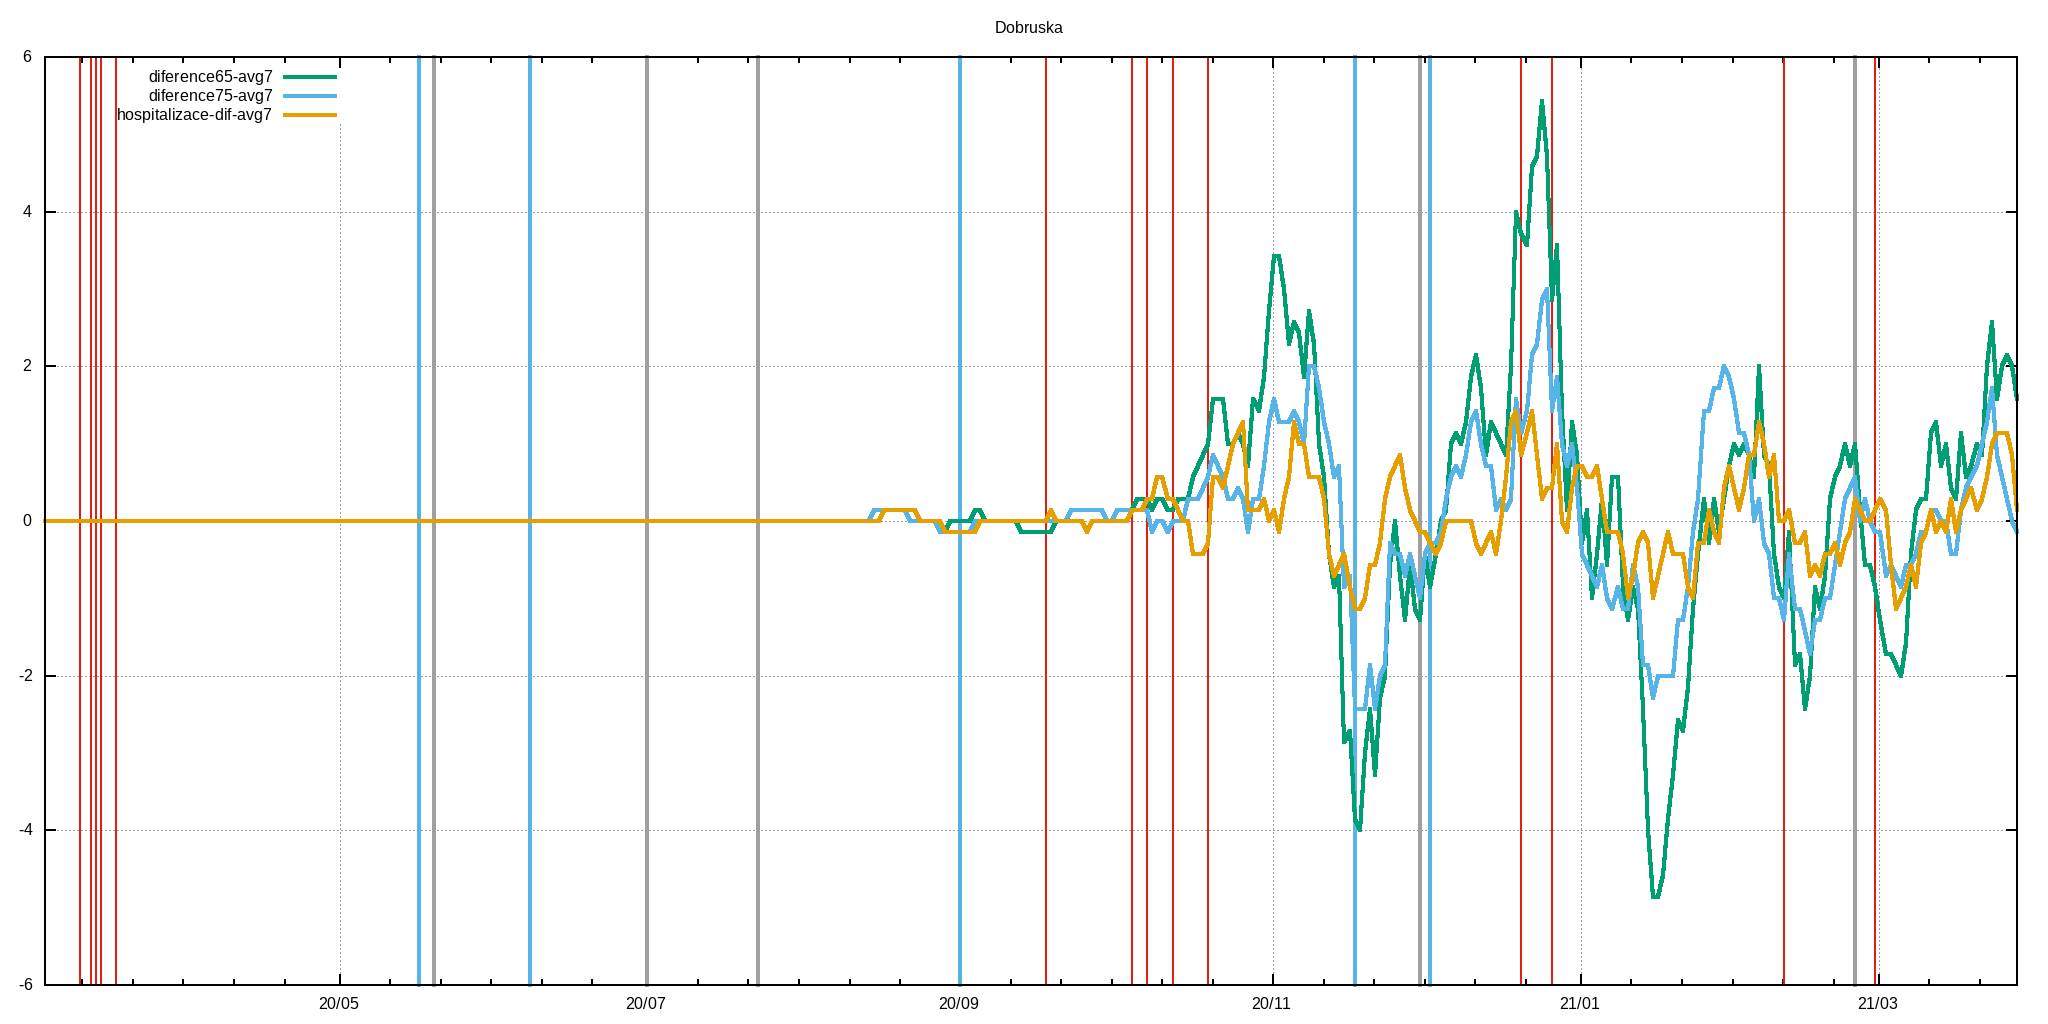 Dobruska
6
diference65-avg7
diference75-avg7
hospitalizace-dif-avg7
4
2
0
-2
-4
-6
20/05 20/07 20/09 20/11 21/01 21/03